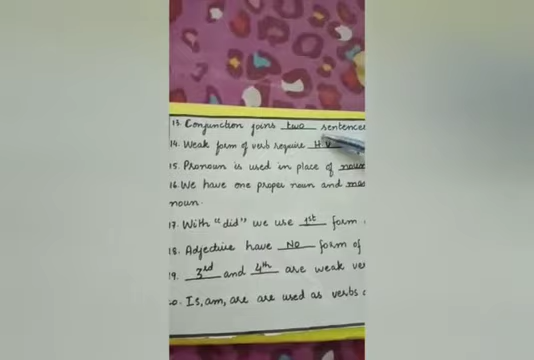 13. Conjunction joins two sentences
14. Weak form of verb require H.V.
15. Pronoun is used in place of noun
16. We have one proper noun and
noun.
17. With "did" we use 1st form
18. Adjective have No form of
19. 3rd and 4th are weak
Is, am, are are used as verbs